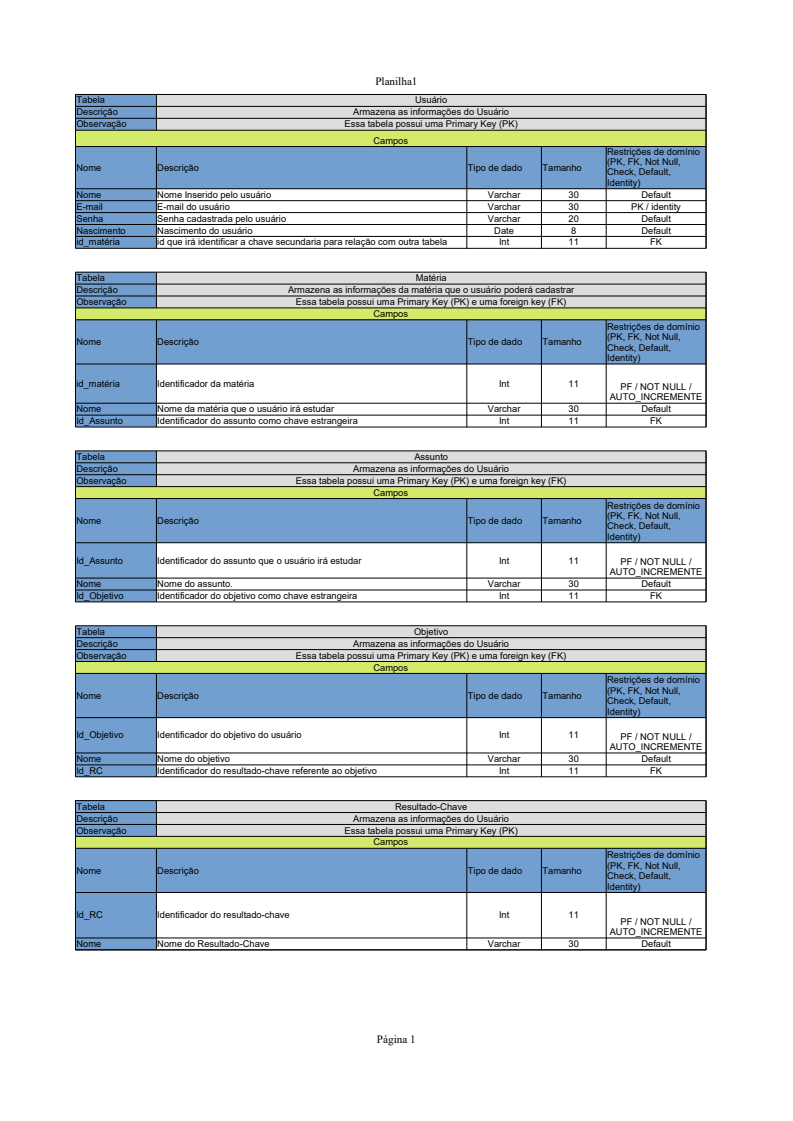 Planilha1
Tabela Usuário
Descrição Armazena as informações do Usuário
Observação Essa tabela possui uma Primary Key (PK)
Campos
Nome Descrição Tipo de dado Tamanho Restrições de domínio
(PK, FK, Not Null,
Check, Default,
Identity)
Nome Nome Inserido pelo usuário Varchar 30 Default
E-mail E-mail do usuário Varchar 30 PK / identity
Senha Senha cadastrada pelo usuário Varchar 20 Default
Nascimento Nascimento do usuário Date 8 Default
id_matéria id que irá identificar a chave secundaria para relação com outra tabela Int 11 FK
Tabela Matéria
Descrição Armazena as informações da matéria que o usuário poderá cadastrar
Observação Essa tabela possui uma Primary Key (PK) e uma foreign key (FK)
Campos
Nome Descrição Tipo de dado Tamanho Restrições de domínio
(PK, FK, Not Null,
Check, Default,
Identity)
id_matéria Identificador da matéria Int 11 PF / NOT NULL /
AUTO_INCREMENTE
Nome Nome da matéria que o usuário irá estudar Varchar 30 Default
Id_Assunto Identificador do assunto como chave estrangeira Int 11 FK
Tabela Assunto
Descrição Armazena as informações do Usuário
Observação Essa tabela possui uma Primary Key (PK) e uma foreign key (FK)
Campos
Nome Descrição Tipo de dado Tamanho Restrições de domínio
(PK, FK, Not Null,
Check, Default,
Identity)
Id_Assunto Identificador do assunto que o usuário irá estudar Int 11 PF / NOT NULL /
AUTO_INCREMENTE
Nome Nome do assunto. Varchar 30 Default
Id_Objetivo Identificador do objetivo como chave estrangeira Int 11 FK
Tabela Objetivo
Descrição Armazena as informações do Usuário
Observação Essa tabela possui uma Primary Key (PK) e uma foreign key (FK)
Campos
Nome Descrição Tipo de dado Tamanho Restrições de domínio
(PK, FK, Not Null,
Check, Default,
Identity)
Id_Objetivo Identificador do objetivo do usuário Int 11 PF / NOT NULL /
AUTO_INCREMENTE
Nome Nome do objetivo Varchar 30 Default
Id_RC Identificador do resultado-chave referente ao objetivo Int 11 FK
Tabela Resultado-Chave
Descrição Armazena as informações do Usuário
Observação Essa tabela possui uma Primary Key (PK)
Campos
Nome Descrição Tipo de dado Tamanho Restrições de domínio
(PK, FK, Not Null,
Check, Default,
Identity)
Id_RC Identificador do resultado-chave Int 11 PF / NOT NULL /
AUTO_INCREMENTE
Nome Nome do Resultado-Chave Varchar 30 Default
Página 1